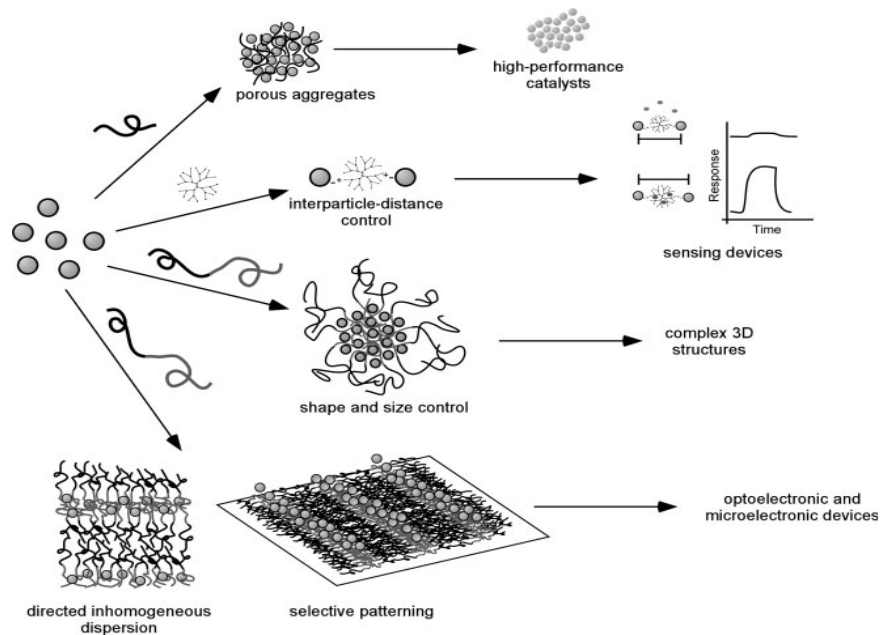 porous aggregates
high-performance
catalysts
interparticle-distance
control
Response
Time
sensing devices
shape and size control
complex 3D
structures
directed inhomogeneous
dispersion
selective patterning
optoelectronic and
microelectronic devices